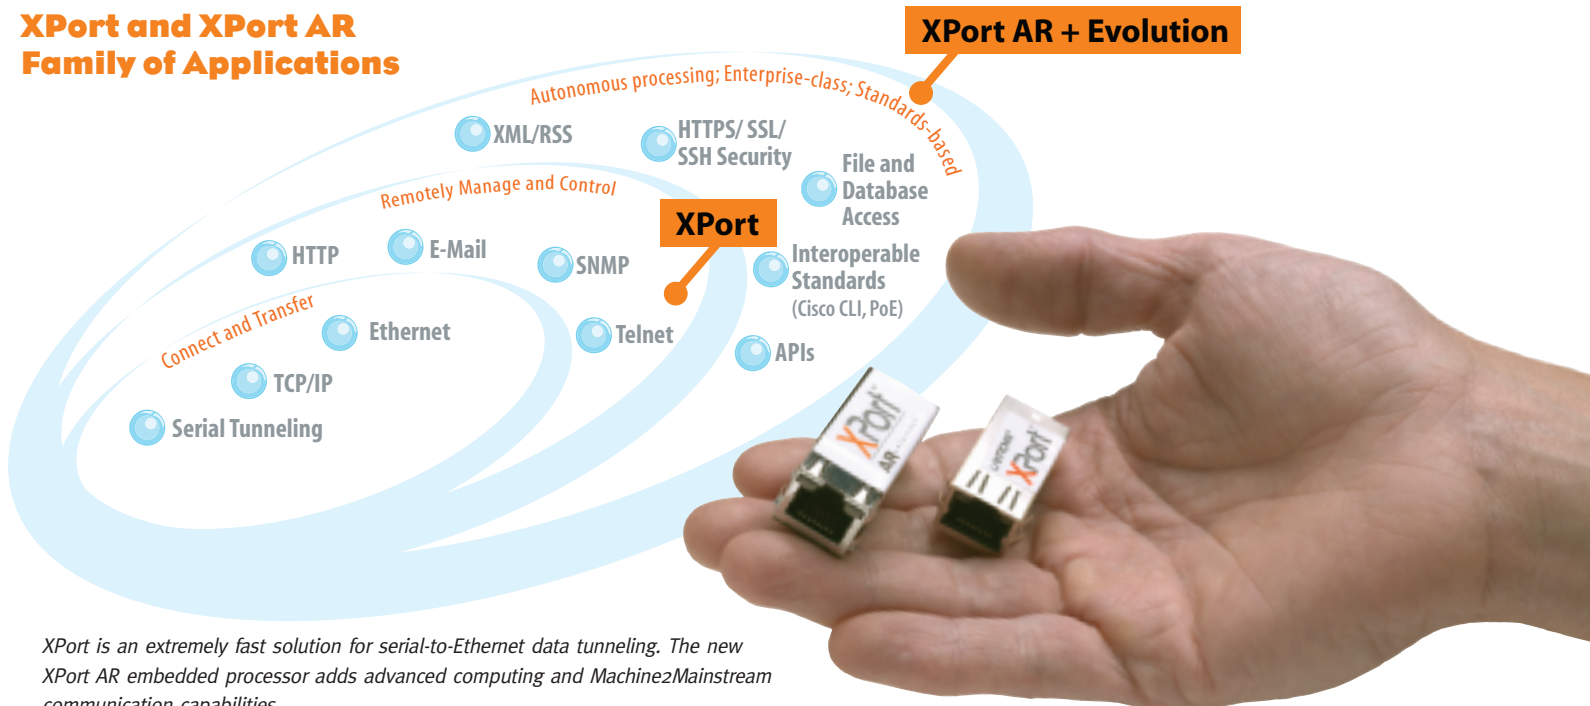 XPort and XPort AR
Family of Applications
XPort AR + Evolution
Autonomous processing; Enterprise-class; Standards-based
XML/RSS
HTTPS/ SSL/
SSH Security
File and
Database
Access
Remotely Manage and Control
XPort
HTTP
E-Mail
SNMP
Interoperable
Standards
(Cisco CLI, PoE)
Connect and Transfer
Ethernet
Telnet
APIs
TCP/IP
Serial Tunneling
XPort
AR
LANTRONIX
XPort
XPort is an extremely fast solution for serial-to-Ethernet data tunneling. The new
XPort AR embedded processor adds advanced computing and Machine2Mainstream
communication capabilities